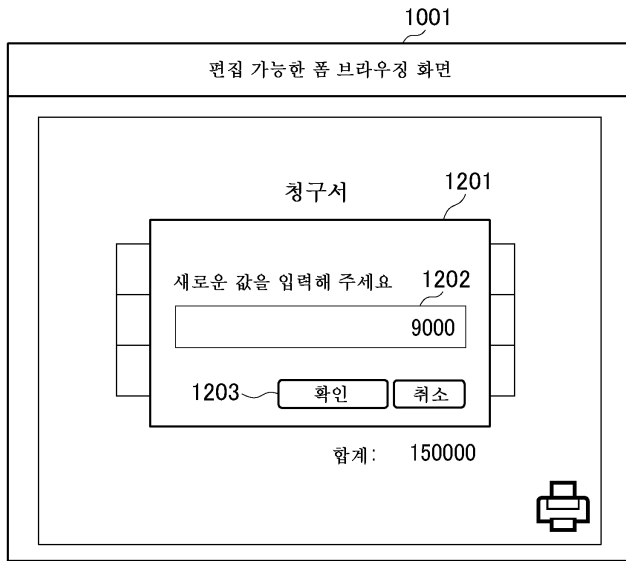 1001
편집 가능한 폼 브라우징 화면
청구서
1201
새로운 값을 입력해 주세요
1202
9000
1203
확인
취소
합계: 150000